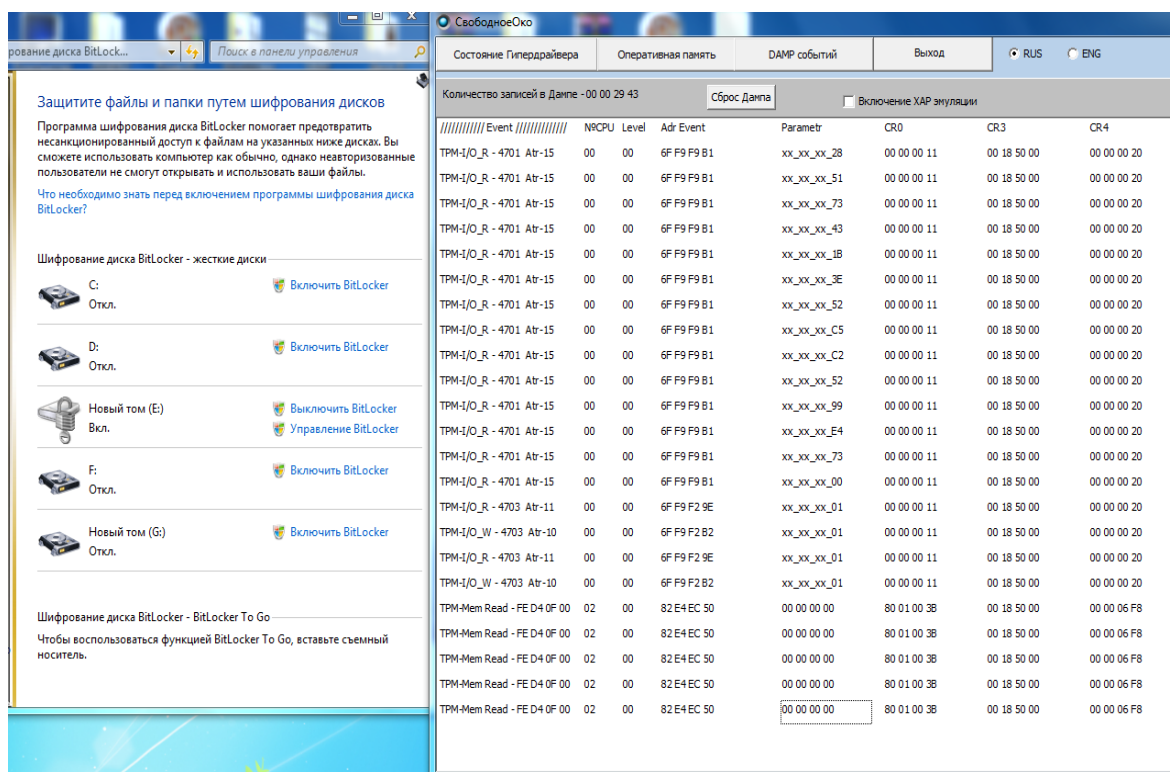 рование диска BitLock...
Поиск в панели управления
Защитите файлы и папки путем шифрования дисков
Программа шифрования диска BitLocker помогает предотвратить
несанкционированный доступ к файлам на указанных ниже дисках. Вы
сможете использовать компьютер как обычно, однако неавторизованные
пользователи не смогут открывать и использовать ваши файлы.
Что необходимо знать перед включением программы шифрования диска
BitLocker?
Шифрование диска BitLocker - жесткие диски
C: Включить BitLocker
Откл.
D: Включить BitLocker
Откл.
Новый том (E:) Выключить BitLocker
Вкл. Управление BitLocker
F: Включить BitLocker
Откл.
Новый том (G:) Включить BitLocker
Откл.
Шифрование диска BitLocker - BitLocker To Go
Чтобы воспользоваться функцией BitLocker To Go, вставьте съемный
носитель.
СвободноеОко
Состояние Гипердрайвера Оперативная память DAMP событий Выход RUS ENG
Количество записей в Дампе - 00 00 29 43 Сброс Дампа Включение XAP эмуляции
//////////// Event ////////////// №CPU Level Adr Event Parametr CR0 CR3 CR4
TPM-I/O_R - 4701 Atr-15 00 00 6F F9 F9 B1 xx_xx_xx_28 00 00 00 11 00 18 50 00 00 00 00 20
TPM-I/O_R - 4701 Atr-15 00 00 6F F9 F9 B1 xx_xx_xx_51 00 00 00 11 00 18 50 00 00 00 00 20
TPM-I/O_R - 4701 Atr-15 00 00 6F F9 F9 B1 xx_xx_xx_73 00 00 00 11 00 18 50 00 00 00 00 20
TPM-I/O_R - 4701 Atr-15 00 00 6F F9 F9 B1 xx_xx_xx_43 00 00 00 11 00 18 50 00 00 00 00 20
TPM-I/O_R - 4701 Atr-15 00 00 6F F9 F9 B1 xx_xx_xx_1B 00 00 00 11 00 18 50 00 00 00 00 20
TPM-I/O_R - 4701 Atr-15 00 00 6F F9 F9 B1 xx_xx_xx_3E 00 00 00 11 00 18 50 00 00 00 00 20
TPM-I/O_R - 4701 Atr-15 00 00 6F F9 F9 B1 xx_xx_xx_52 00 00 00 11 00 18 50 00 00 00 00 20
TPM-I/O_R - 4701 Atr-15 00 00 6F F9 F9 B1 xx_xx_xx_C5 00 00 00 11 00 18 50 00 00 00 00 20
TPM-I/O_R - 4701 Atr-15 00 00 6F F9 F9 B1 xx_xx_xx_C2 00 00 00 11 00 18 50 00 00 00 00 20
TPM-I/O_R - 4701 Atr-15 00 00 6F F9 F9 B1 xx_xx_xx_52 00 00 00 11 00 18 50 00 00 00 00 20
TPM-I/O_R - 4701 Atr-15 00 00 6F F9 F9 B1 xx_xx_xx_99 00 00 00 11 00 18 50 00 00 00 00 20
TPM-I/O_R - 4701 Atr-15 00 00 6F F9 F9 B1 xx_xx_xx_E4 00 00 00 11 00 18 50 00 00 00 00 20
TPM-I/O_R - 4701 Atr-15 00 00 6F F9 F9 B1 xx_xx_xx_73 00 00 00 11 00 18 50 00 00 00 00 20
TPM-I/O_R - 4701 Atr-15 00 00 6F F9 F9 B1 xx_xx_xx_00 00 00 00 11 00 18 50 00 00 00 00 20
TPM-I/O_R - 4703 Atr-11 00 00 6F F9 F2 9E xx_xx_xx_01 00 00 00 11 00 18 50 00 00 00 00 20
TPM-I/O_W - 4703 Atr-10 00 00 6F F9 F2 B2 xx_xx_xx_01 00 00 00 11 00 18 50 00 00 00 00 20
TPM-I/O_R - 4703 Atr-11 00 00 6F F9 F2 9E xx_xx_xx_01 00 00 00 11 00 18 50 00 00 00 00 20
TPM-I/O_W - 4703 Atr-10 00 00 6F F9 F2 B2 xx_xx_xx_01 00 00 00 11 00 18 50 00 00 00 00 20
TPM-Mem Read - FE D4 0F 00 02 00 82 E4 EC 50 00 00 00 00 80 01 00 3B 00 18 50 00 00 00 06 F8
TPM-Mem Read - FE D4 0F 00 02 00 82 E4 EC 50 00 00 00 00 80 01 00 3B 00 18 50 00 00 00 06 F8
TPM-Mem Read - FE D4 0F 00 02 00 82 E4 EC 50 00 00 00 00 80 01 00 3B 00 18 50 00 00 00 06 F8
TPM-Mem Read - FE D4 0F 00 02 00 82 E4 EC 50 00 00 00 00 80 01 00 3B 00 18 50 00 00 00 06 F8
TPM-Mem Read - FE D4 0F 00 02 00 82 E4 EC 50 00 00 00 00 80 01 00 3B 00 18 50 00 00 00 06 F8